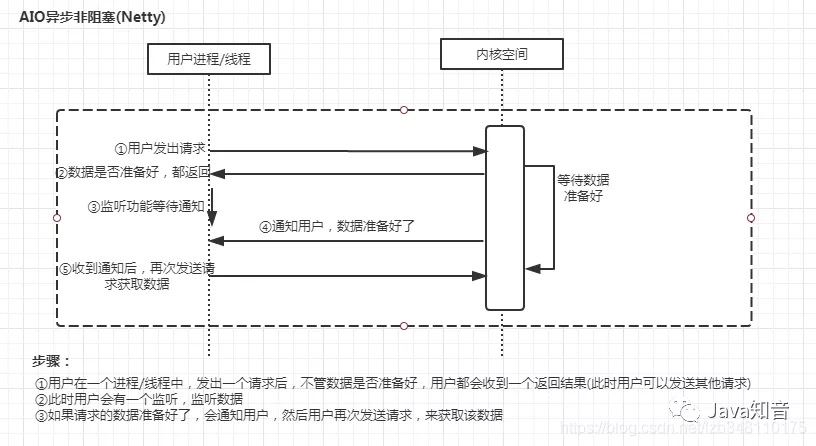 AIO异步非阻塞(Netty)
用户进程/线程
内核空间
①用户发出请求
②数据是否准备好，都返回
等待数据
准备好
③监听功能等待通知
④通知用户，数据准备好了
⑤收到通知后，再次发送请
求获取数据
步骤：
①用户在一个进程/线程中，发出一个请求后，不管数据是否准备好，用户都会收到一个返回结果(此时用户可以发送其他请求)
②此时用户会有一个监听，监听数据
③如果请求的数据准备好了，会通知用户，然后用户再次发送请求，来获取该数据
Java知音
https://blog.csdn.net/lzb348110175